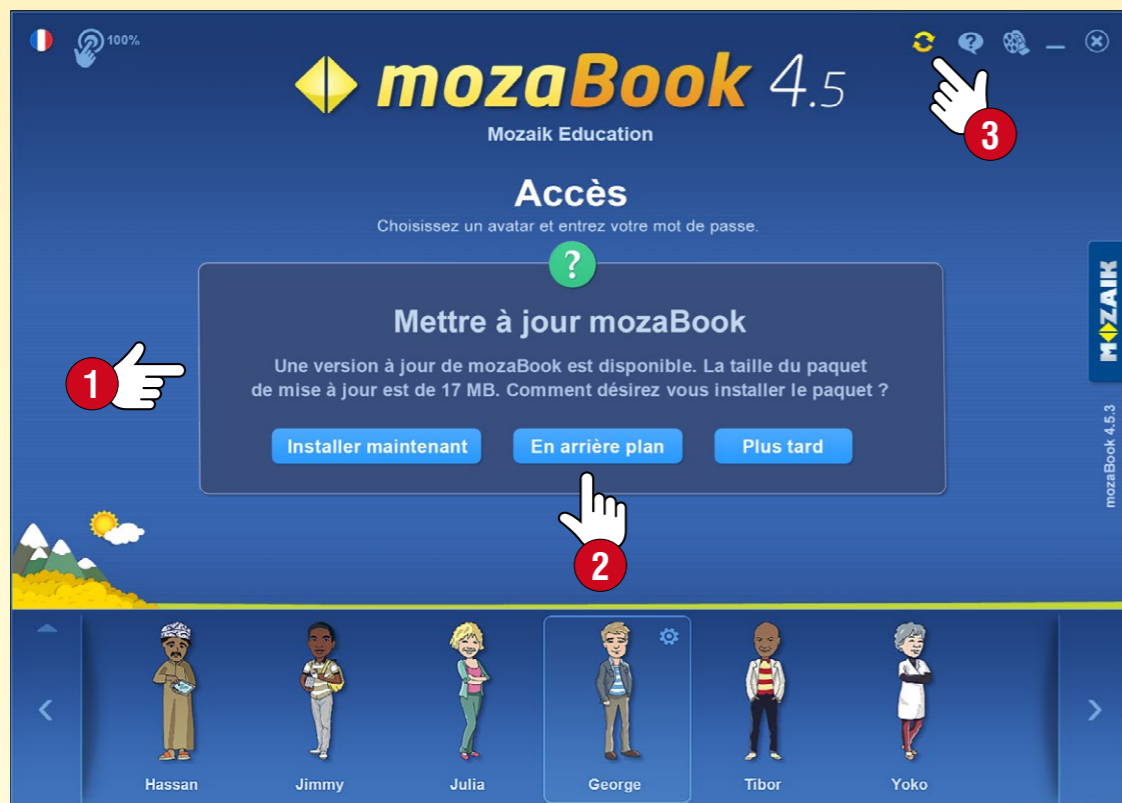 100%
mozaBook 4.5
Mozaik Education
3
Accès
Choisissez un avatar et entrez votre mot de passe.
?
Mettre à jour mozaBook
Une version à jour de mozaBook est disponible. La taille du paquet
de mise à jour est de 17 MB. Comment désirez vous installer le paquet ?
1
Installer maintenant
En arrière plan
Plus tard
2
MOZAIK
mozaBook 4.5.3
Hassan
Jimmy
Julia
George
Tibor
Yoko